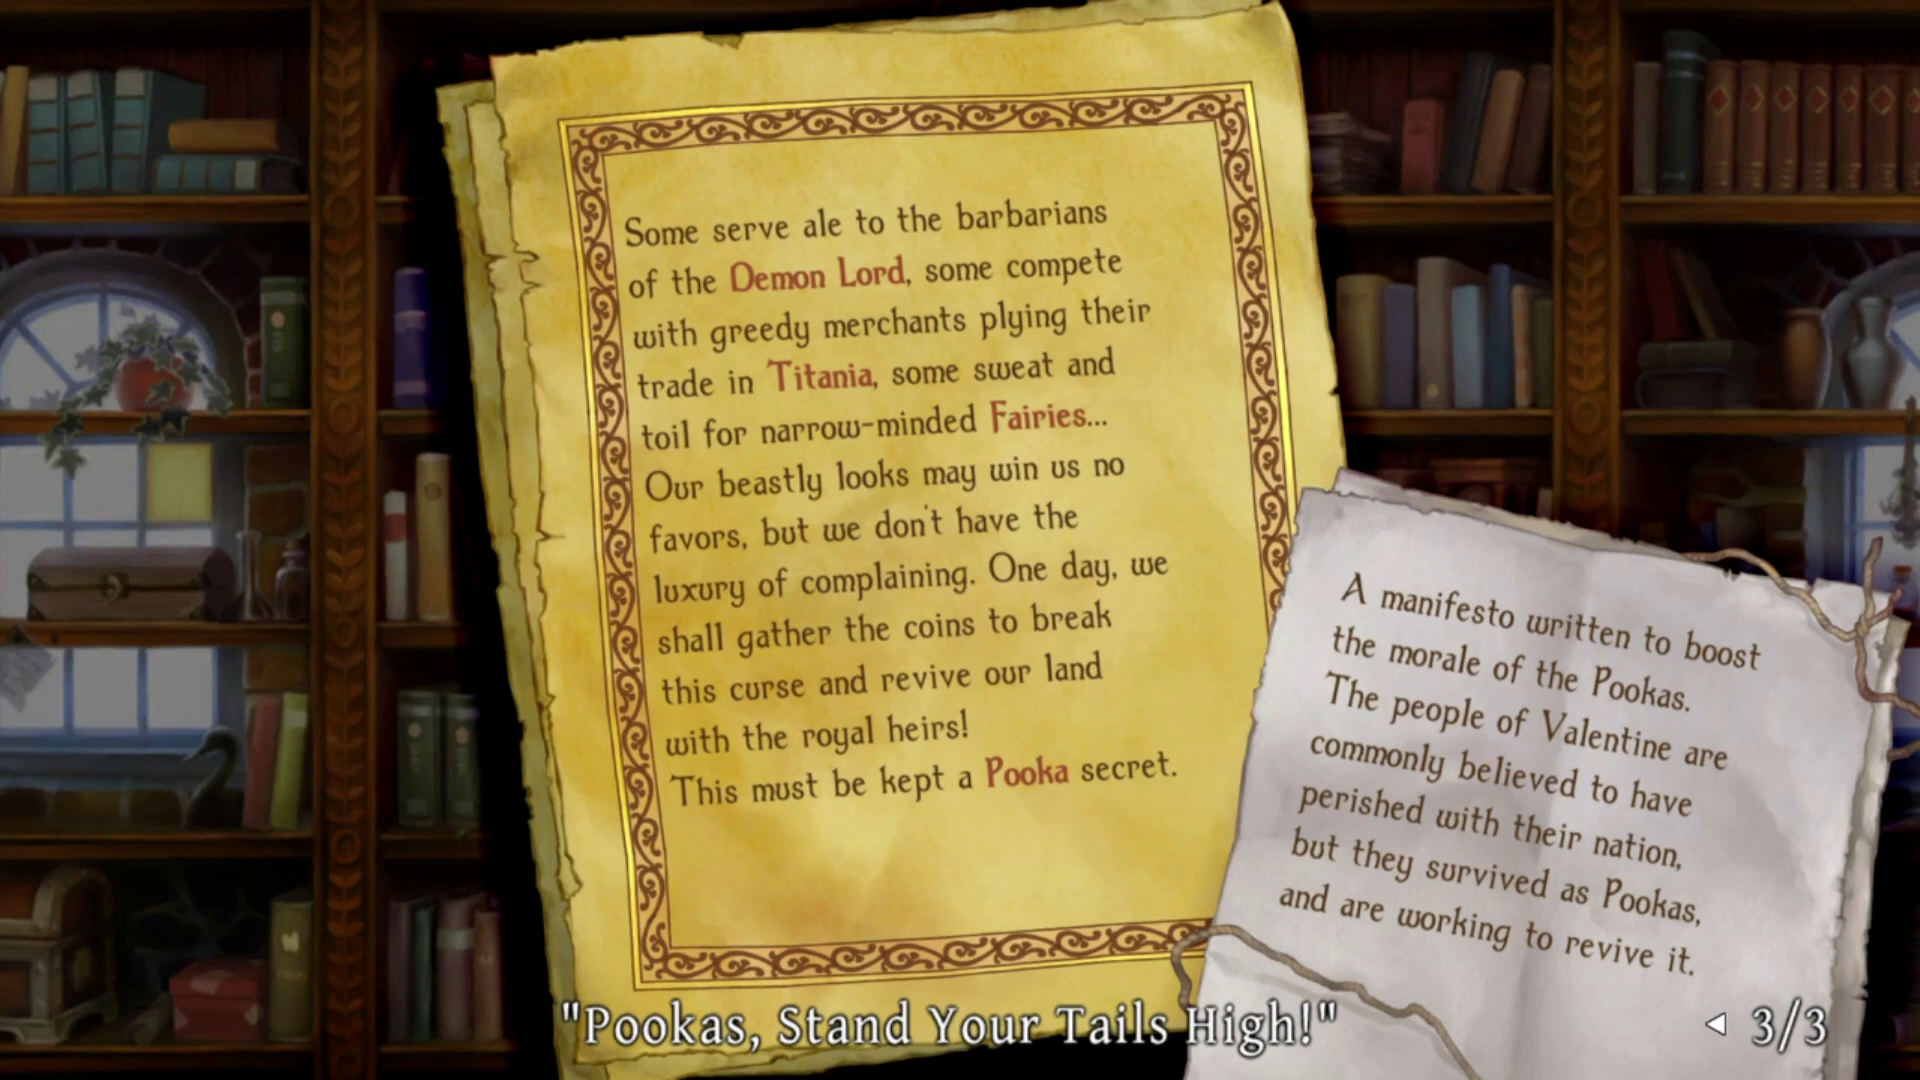 Some serve ale to the barbarians
of the Demon Lord, some compete
with greedy merchants plying their
trade in Titania, some sweat and
toil for narrow-minded Fairies...
Our beastly looks may win us no
favors, but we don't have the
luxury of complaining. One day, we
shall gather the coins to break
this curse and revive our land
with the royal heirs!
This must be kept a Pooka secret.
A manifesto written to boost
the morale of the Pookas.
The people of Valentine are
commonly believed to have
perished with their nation,
but they survived as Pookas,
and are working to revive it.
"Pookas, Stand Your Tails High!"
3/3